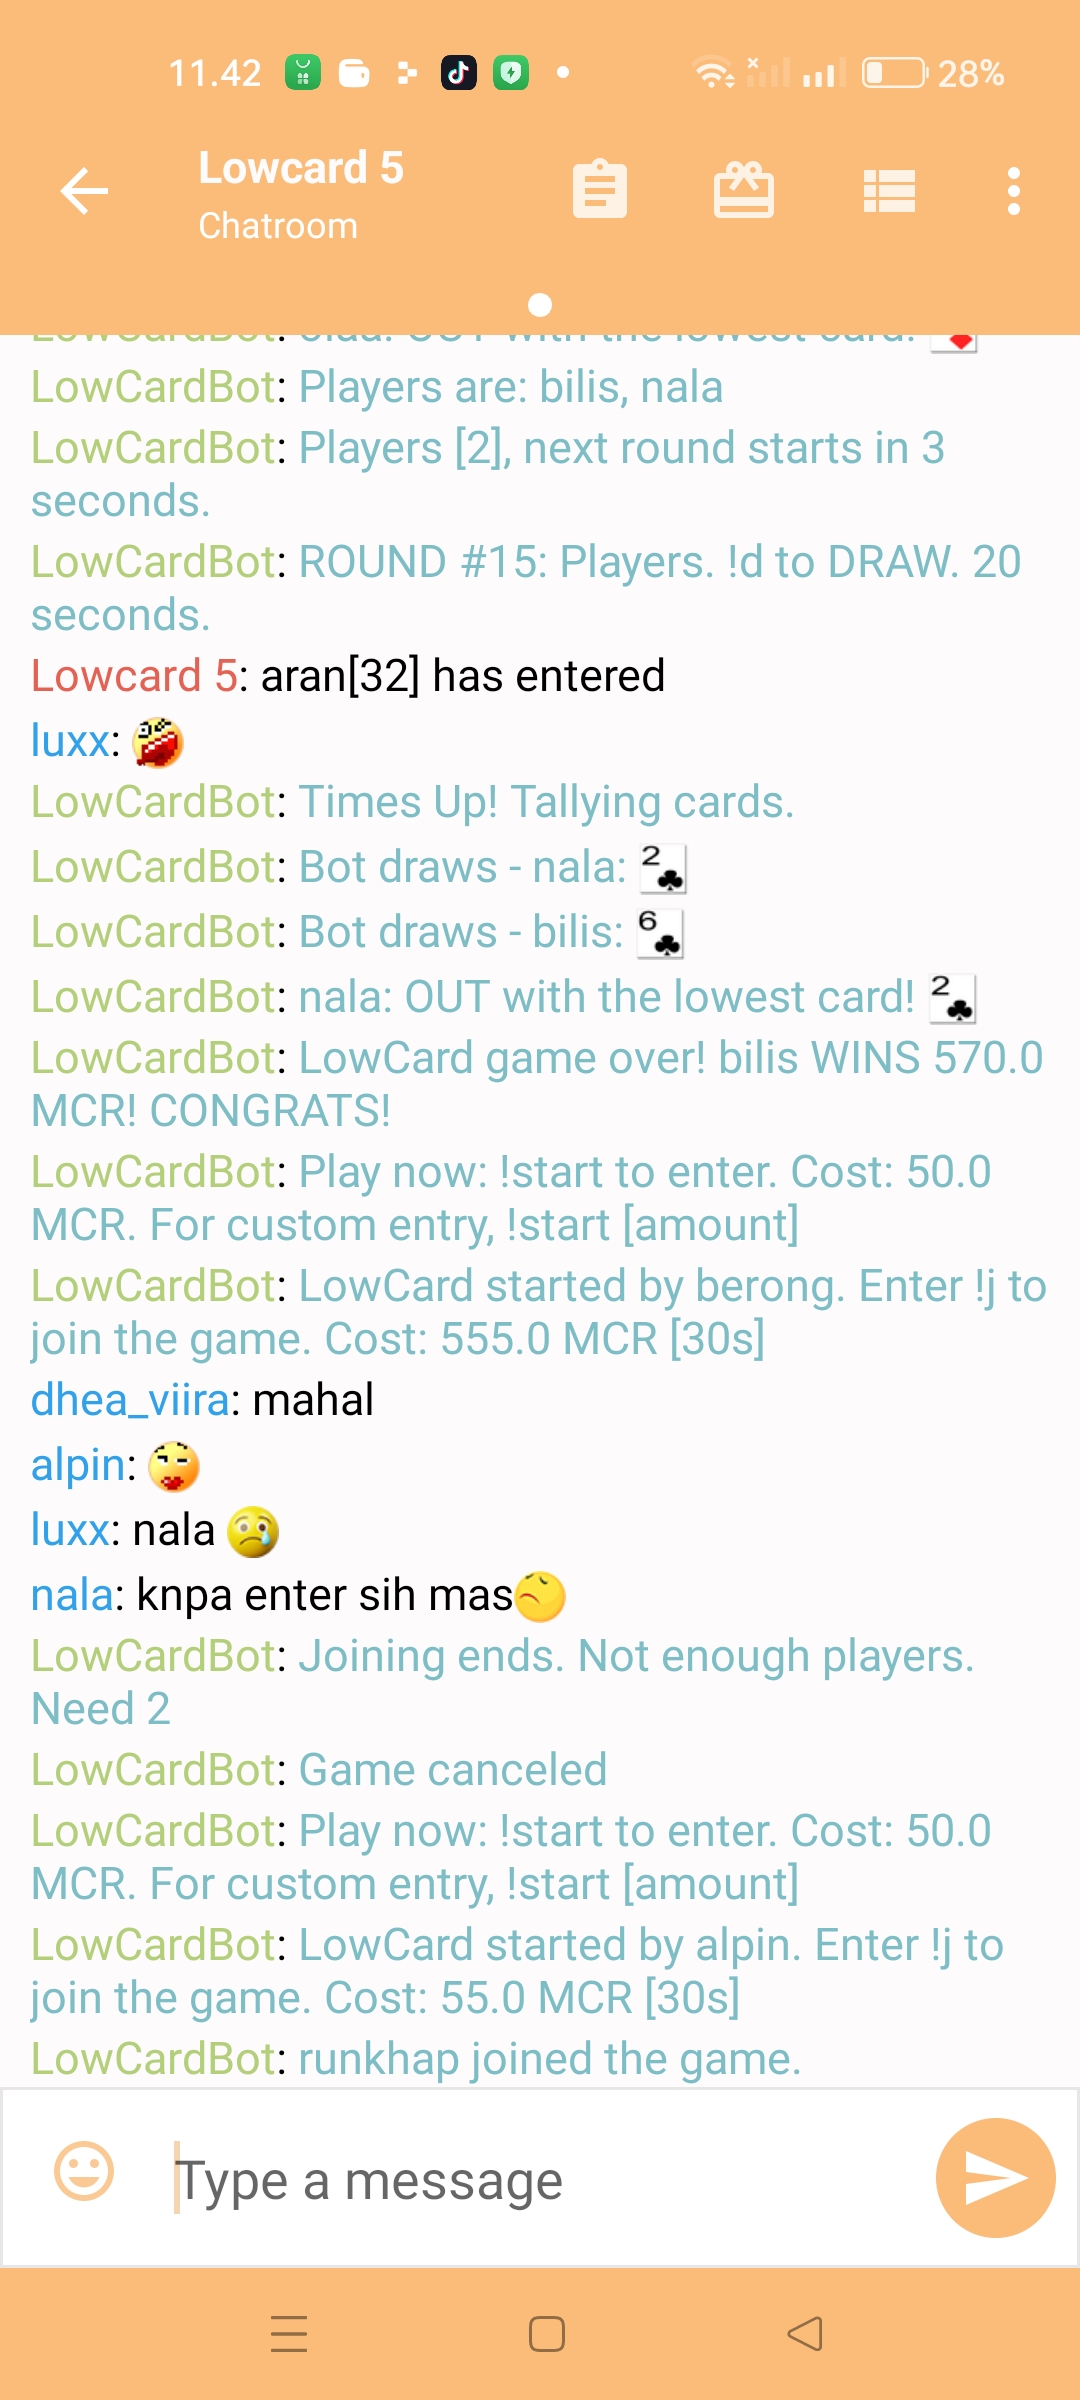 11.42
28%
Lowcard 5
Chatroom
LowCardBot: olaa: OUT with the lowest card!
LowCardBot: Players are: bilis, nala
LowCardBot: Players [2], next round starts in 3
seconds.
LowCardBot: ROUND #15: Players. !d to DRAW. 20
seconds.
Lowcard 5: aran[32] has entered
luxx:
LowCardBot: Times Up! Tallying cards.
LowCardBot: Bot draws - nala: 2
LowCardBot: Bot draws - bilis: 6
LowCardBot: nala: OUT with the lowest card! 2
LowCardBot: LowCard game over! bilis WINS 570.0
MCR! CONGRATS!
LowCardBot: Play now: !start to enter. Cost: 50.0
MCR. For custom entry, !start [amount]
LowCardBot: LowCard started by berong. Enter !j to
join the game. Cost: 555.0 MCR [30s]
dhea_viira: mahal
alpin:
luxx: nala
nala: knpa enter sih mas
LowCardBot: Joining ends. Not enough players.
Need 2
LowCardBot: Game canceled
LowCardBot: Play now: !start to enter. Cost: 50.0
MCR. For custom entry, !start [amount]
LowCardBot: LowCard started by alpin. Enter !j to
join the game. Cost: 55.0 MCR [30s]
LowCardBot: runkhap joined the game.
Type a message